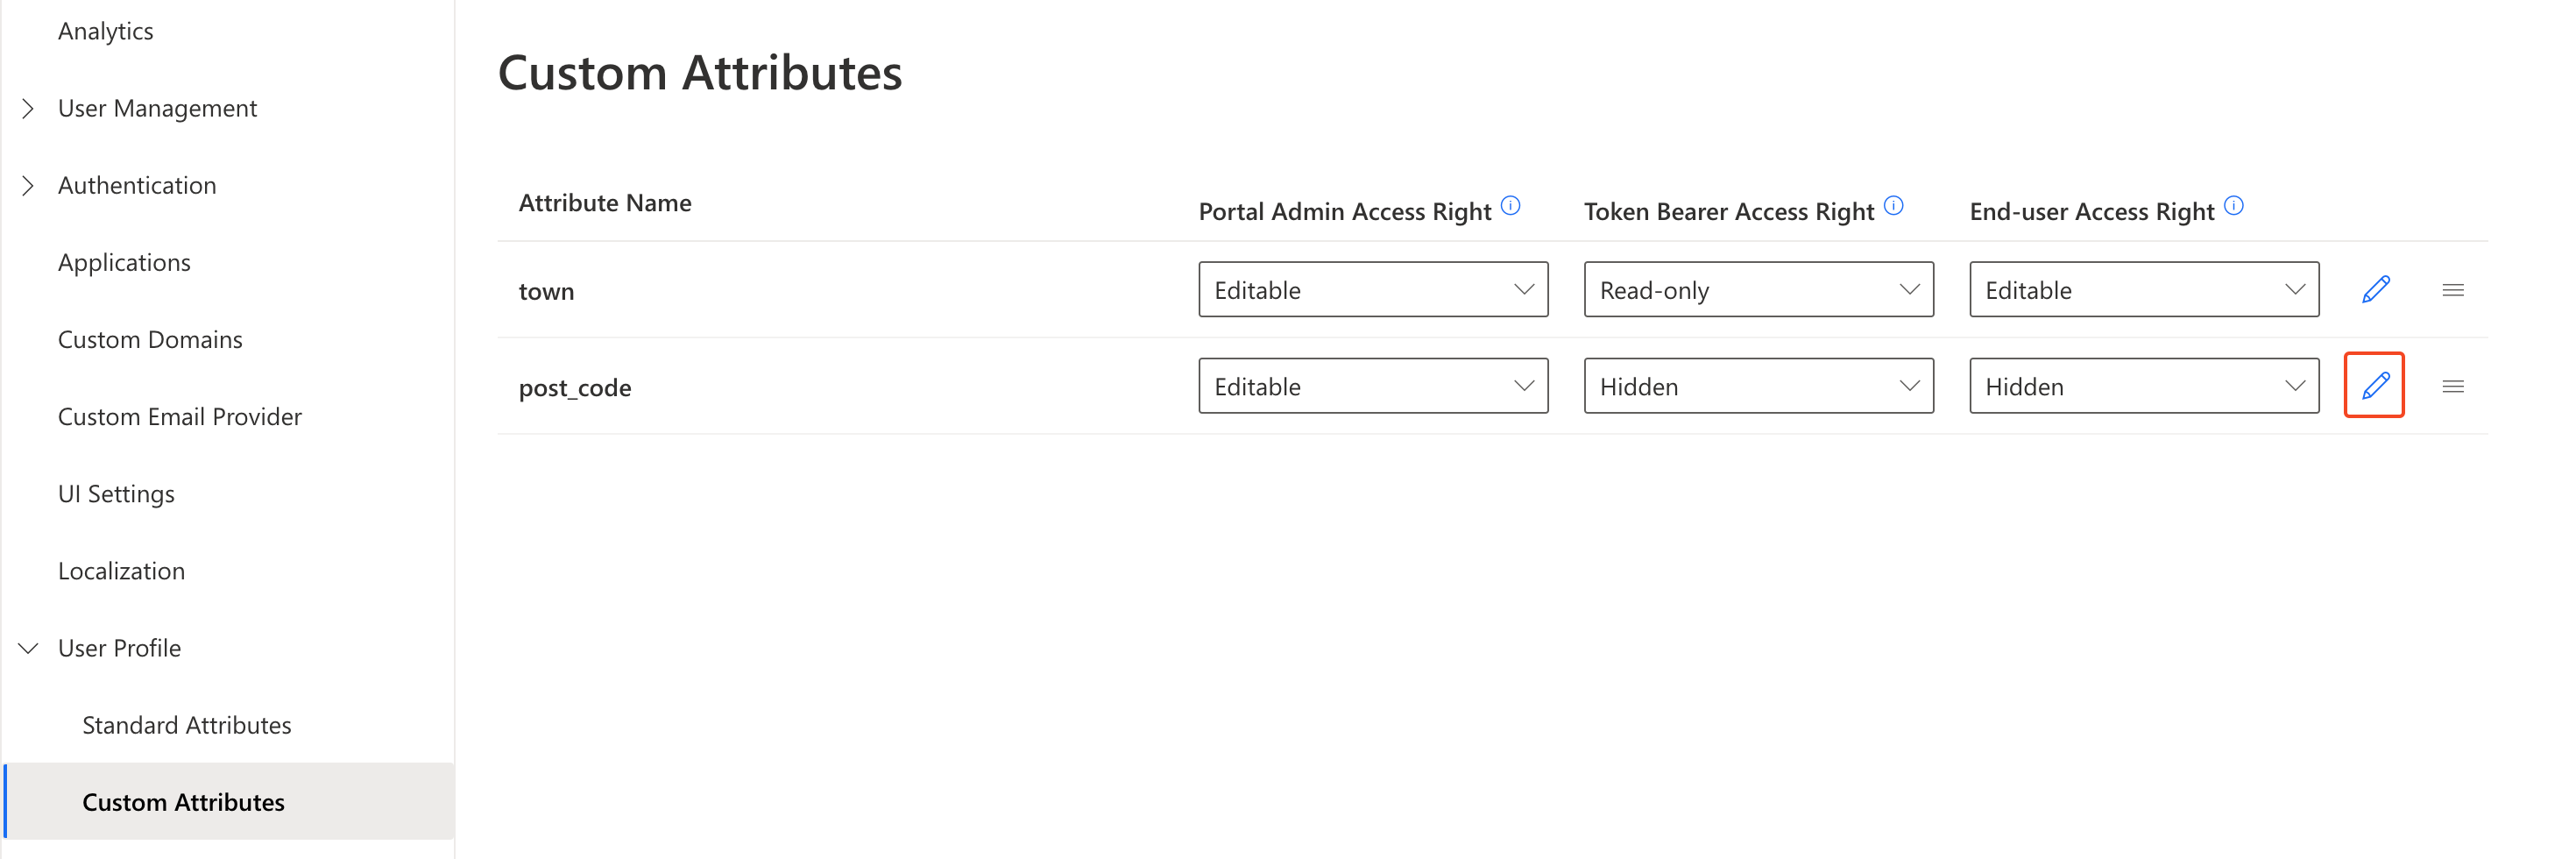 Analytics
User Management
Authentication
Applications
Custom Domains
Custom Email Provider
UI Settings
Localization
User Profile
Standard Attributes
Custom Attributes
Custom Attributes
Attribute Name Portal Admin Access Right Token Bearer Access Right End-user Access Right
town Editable Read-only Editable
post_code Editable Hidden Hidden